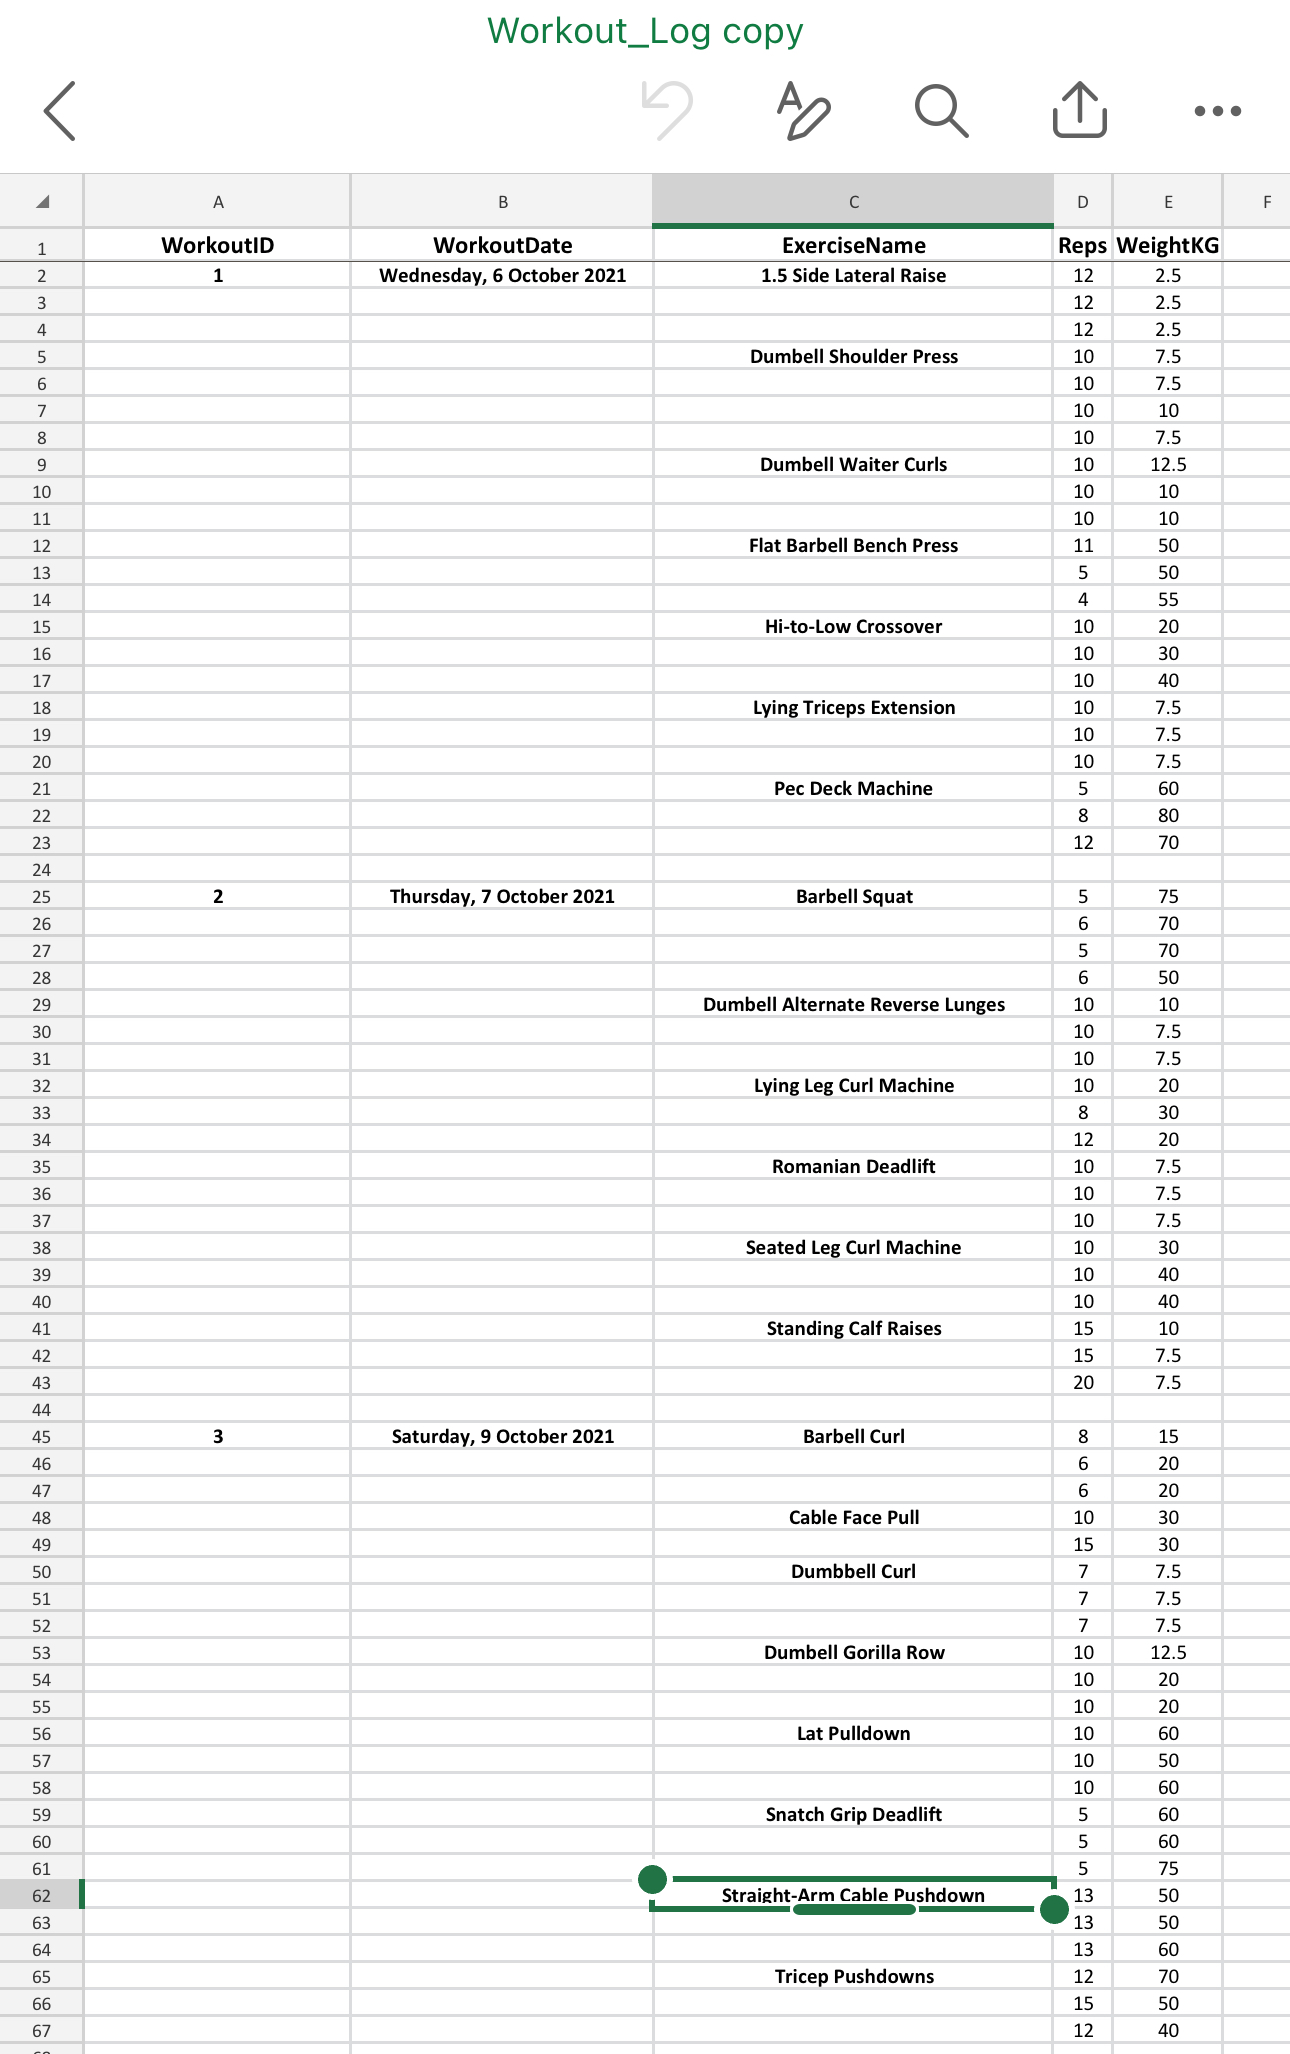 Workout_Log copy
A B C D E F
1 WorkoutID WorkoutDate ExerciseName Reps WeightKG
2 1 Wednesday, 6 October 2021 1.5 Side Lateral Raise 12 2.5
3 12 2.5
4 12 2.5
5 Dumbell Shoulder Press 10 7.5
6 10 7.5
7 10 10
8 10 7.5
9 Dumbell Waiter Curls 10 12.5
10 10 10
11 10 10
12 Flat Barbell Bench Press 11 50
13 5 50
14 4 55
15 Hi-to-Low Crossover 10 20
16 10 30
17 10 40
18 Lying Triceps Extension 10 7.5
19 10 7.5
20 10 7.5
21 Pec Deck Machine 5 60
22 8 80
23 12 70
24
25 2 Thursday, 7 October 2021 Barbell Squat 5 75
26 6 70
27 5 70
28 6 50
29 Dumbell Alternate Reverse Lunges 10 10
30 10 7.5
31 10 7.5
32 Lying Leg Curl Machine 10 20
33 8 30
34 12 20
35 Romanian Deadlift 10 7.5
36 10 7.5
37 10 7.5
38 Seated Leg Curl Machine 10 30
39 10 40
40 10 40
41 Standing Calf Raises 15 10
42 15 7.5
43 20 7.5
44
45 3 Saturday, 9 October 2021 Barbell Curl 8 15
46 6 20
47 6 20
48 Cable Face Pull 10 30
49 15 30
50 Dumbbell Curl 7 7.5
51 7 7.5
52 7 7.5
53 Dumbell Gorilla Row 10 12.5
54 10 20
55 10 20
56 Lat Pulldown 10 60
57 10 50
58 10 60
59 Snatch Grip Deadlift 5 60
60 5 60
61 5 75
62 Straight-Arm Cable Pushdown 13 50
63 13 50
64 13 60
65 Tricep Pushdowns 12 70
66 15 50
67 12 40